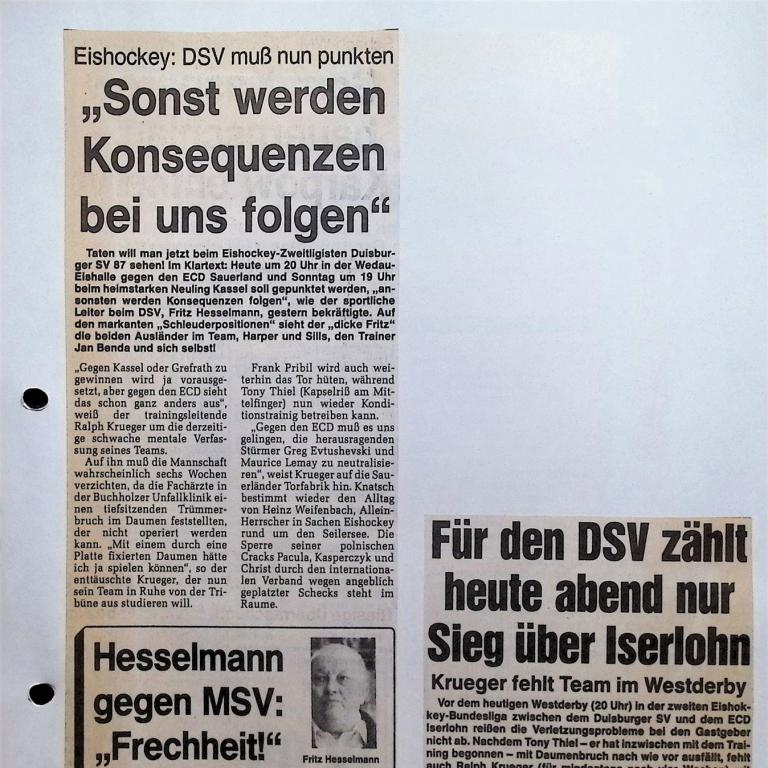 Eishockey: DSV muß nun punkten
„Sonst werden
Konsequenzen
bei uns folgen“
Taten will man jetzt beim Eishockey-Zweitligisten Duisbur-
ger SV 87 sehen! Im Klartext: Heute um 20 Uhr in der Wedau-
Eishalle gegen den ECD Sauerland und Sonntag um 19 Uhr
beim heimstarken Neuling Kassel soll gepunktet werden, „an-
sonsten werden Konsequenzen folgen“, wie der sportliche
Leiter beim DSV, Fritz Hesselmann, gestern bekräftigte. Auf
den markanten „Schleuderpositionen“ sieht der „dicke Fritz“
die beiden Ausländer im Team, Harper und Sills, den Trainer
Jan Benda und sich selbst!
„Gegen Kassel oder Grefrath zu
gewinnen wird ja vorausge-
setzt, aber gegen den ECD sieht
das schon ganz anders aus“,
weiß der trainingsleitende
Ralph Krueger um die derzeiti-
ge schwache mentale Verfas-
sung seines Teams.
Auf ihn muß die Mannschaft
wahrscheinlich sechs Wochen
verzichten, da die Fachärzte in
der Buchholzer Unfallklinik ei-
nen tiefsitzenden Trümmer-
bruch im Daumen feststellten,
der nicht operiert werden
kann. „Mit einem durch eine
Platte fixierten Daumen hätte
ich ja spielen können“, so der
enttäuschte Krueger, der nun
sein Team in Ruhe von der Tri-
büne aus studieren will.
Frank Pribil wird auch wei-
terhin das Tor hüten, während
Tony Thiel (Kapselriß am Mit-
telfinger) nun wieder Kondi-
tionstrainig betreiben kann.
„Gegen den ECD muß es uns
gelingen, die herausragenden
Stürmer Greg Evtushevski und
Maurice Lemay zu neutralisie-
ren“, weist Krueger auf die Sau-
erländer Torfabrik hin. Knatsch
bestimmt wieder den Alltag
von Heinz Weifenbach, Allein-
Herrscher in Sachen Eishockey
rund um den Seilersee. Die
Sperre seiner polnischen
Cracks Pacula, Kasperczyk und
Christ durch den internationa-
len Verband wegen angeblich
geplatzter Schecks steht im
Raume.
Hesselmann
gegen MSV:
„Frechheit!“
Fritz Hesselmann
Für den DSV zählt
heute abend nur
Sieg über Iserlohn
Krueger fehlt Team im Westderby
Vor dem heutigen Westderby (20 Uhr) in der zweiten Eishok-
key-Bundesliga zwischen dem Duisburger SV und dem ECD
Iserlohn reißen die Verletzungsprobleme bei den Gastgeber
nicht ab. Nachdem Tony Thiel – er hat inzwischen mit dem Trai-
ning begonnen – mit Daumenbruch nach wie vor ausfällt, fehlt
auch Ralph Krueger (für mindestens noch vier Wochen)